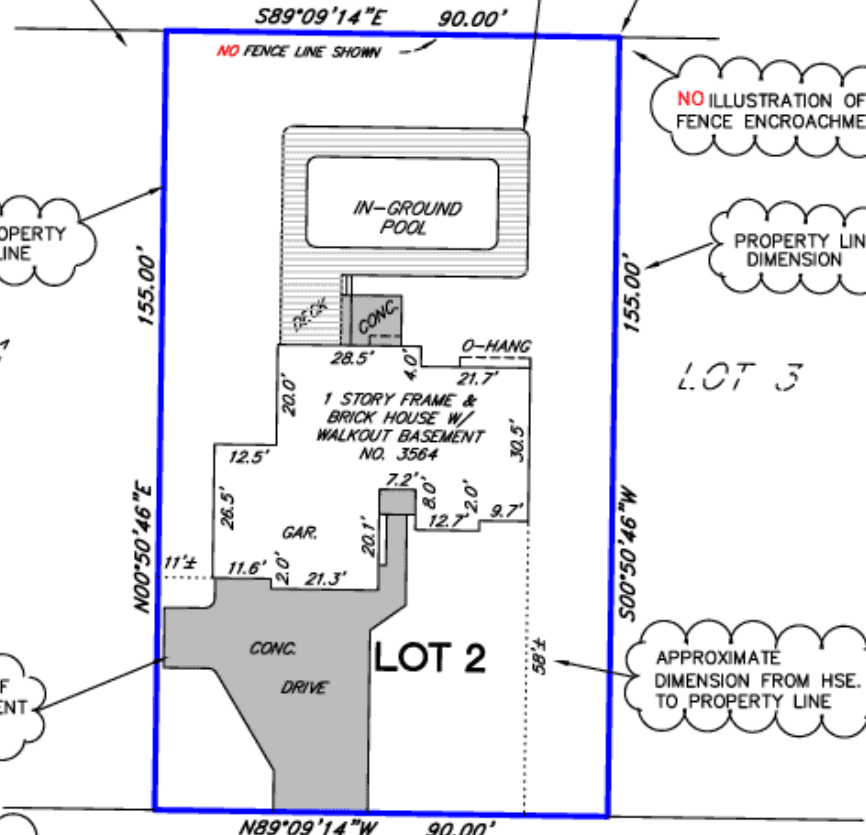 S89°09'14"E 90.00'
NO FENCE LINE SHOWN
NO ILLUSTRATION OF
FENCE ENCROACHME
IN-GROUND
POOL
OPERTY
LINE
PROPERTY LIN
DIMENSION
155.00'
155.00'
DECK
CONC.
O-HANG
28.5'
4.0'
21.7'
LOT 3
20.0'
1 STORY FRAME &
BRICK HOUSE W/
WALKOUT BASEMENT
NO. 3564
30.5'
12.5'
7.2'
8.0'
2.0'
9.7'
12.7'
26.5'
GAR.
20.1'
N00°50'46"E
S00°50'46"W
11'±
11.6'
2.0'
21.3'
CONC.
DRIVE
LOT 2
58'±
APPROXIMATE
DIMENSION FROM HSE.
TO PROPERTY LINE
F
ENT
N89°09'14"W 90.00'